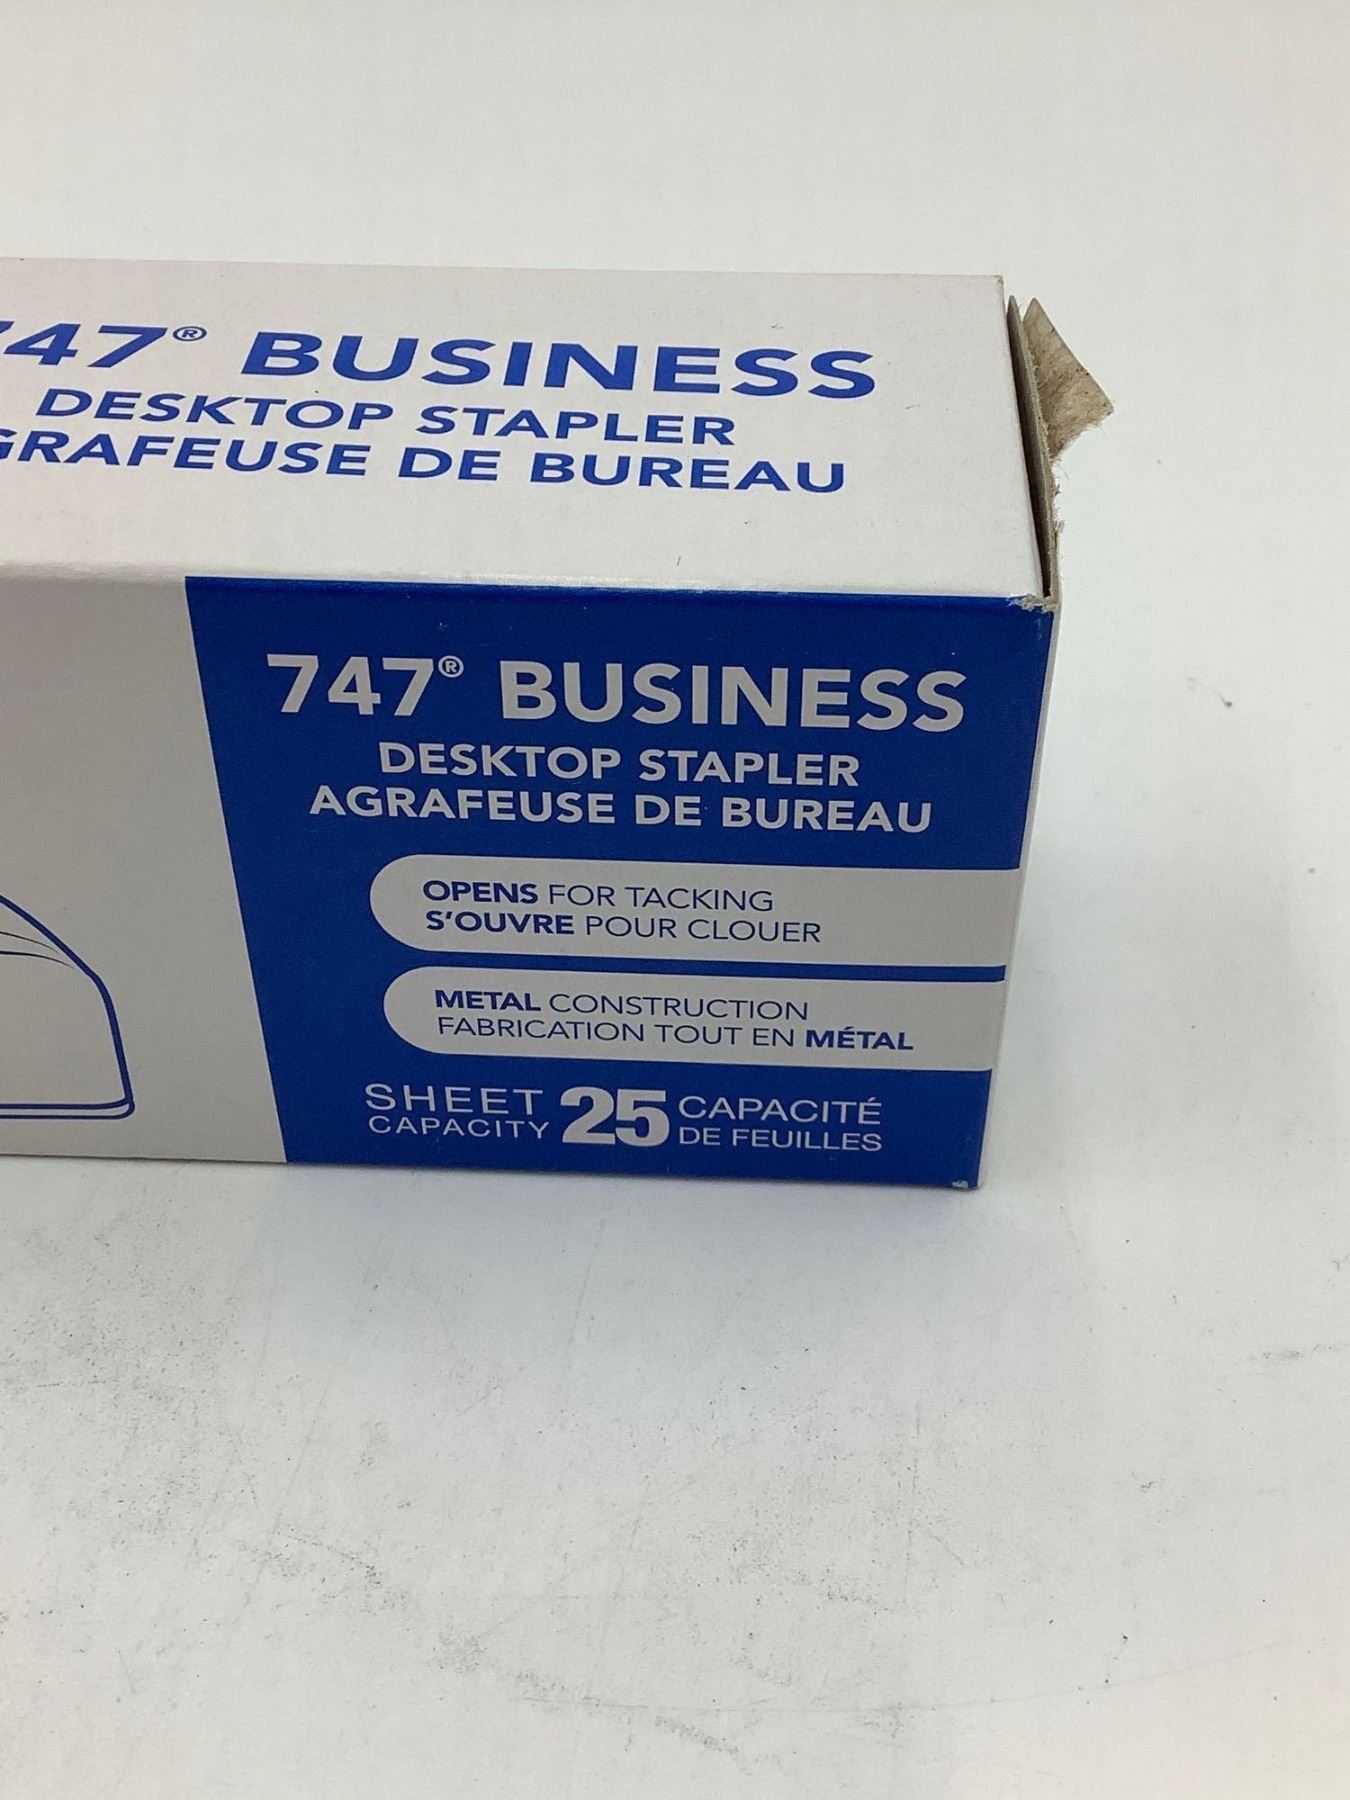 747® BUSINESS
DESKTOP STAPLER
AGRAFEUSE DE BUREAU
747® BUSINESS
DESKTOP STAPLER
AGRAFEUSE DE BUREAU
OPENS FOR TACKING
S'OUVRE POUR CLOUER
METAL CONSTRUCTION
FABRICATION TOUT EN MÉTAL
SHEET CAPACITY 25 CAPACITÉ DE FEUILLES